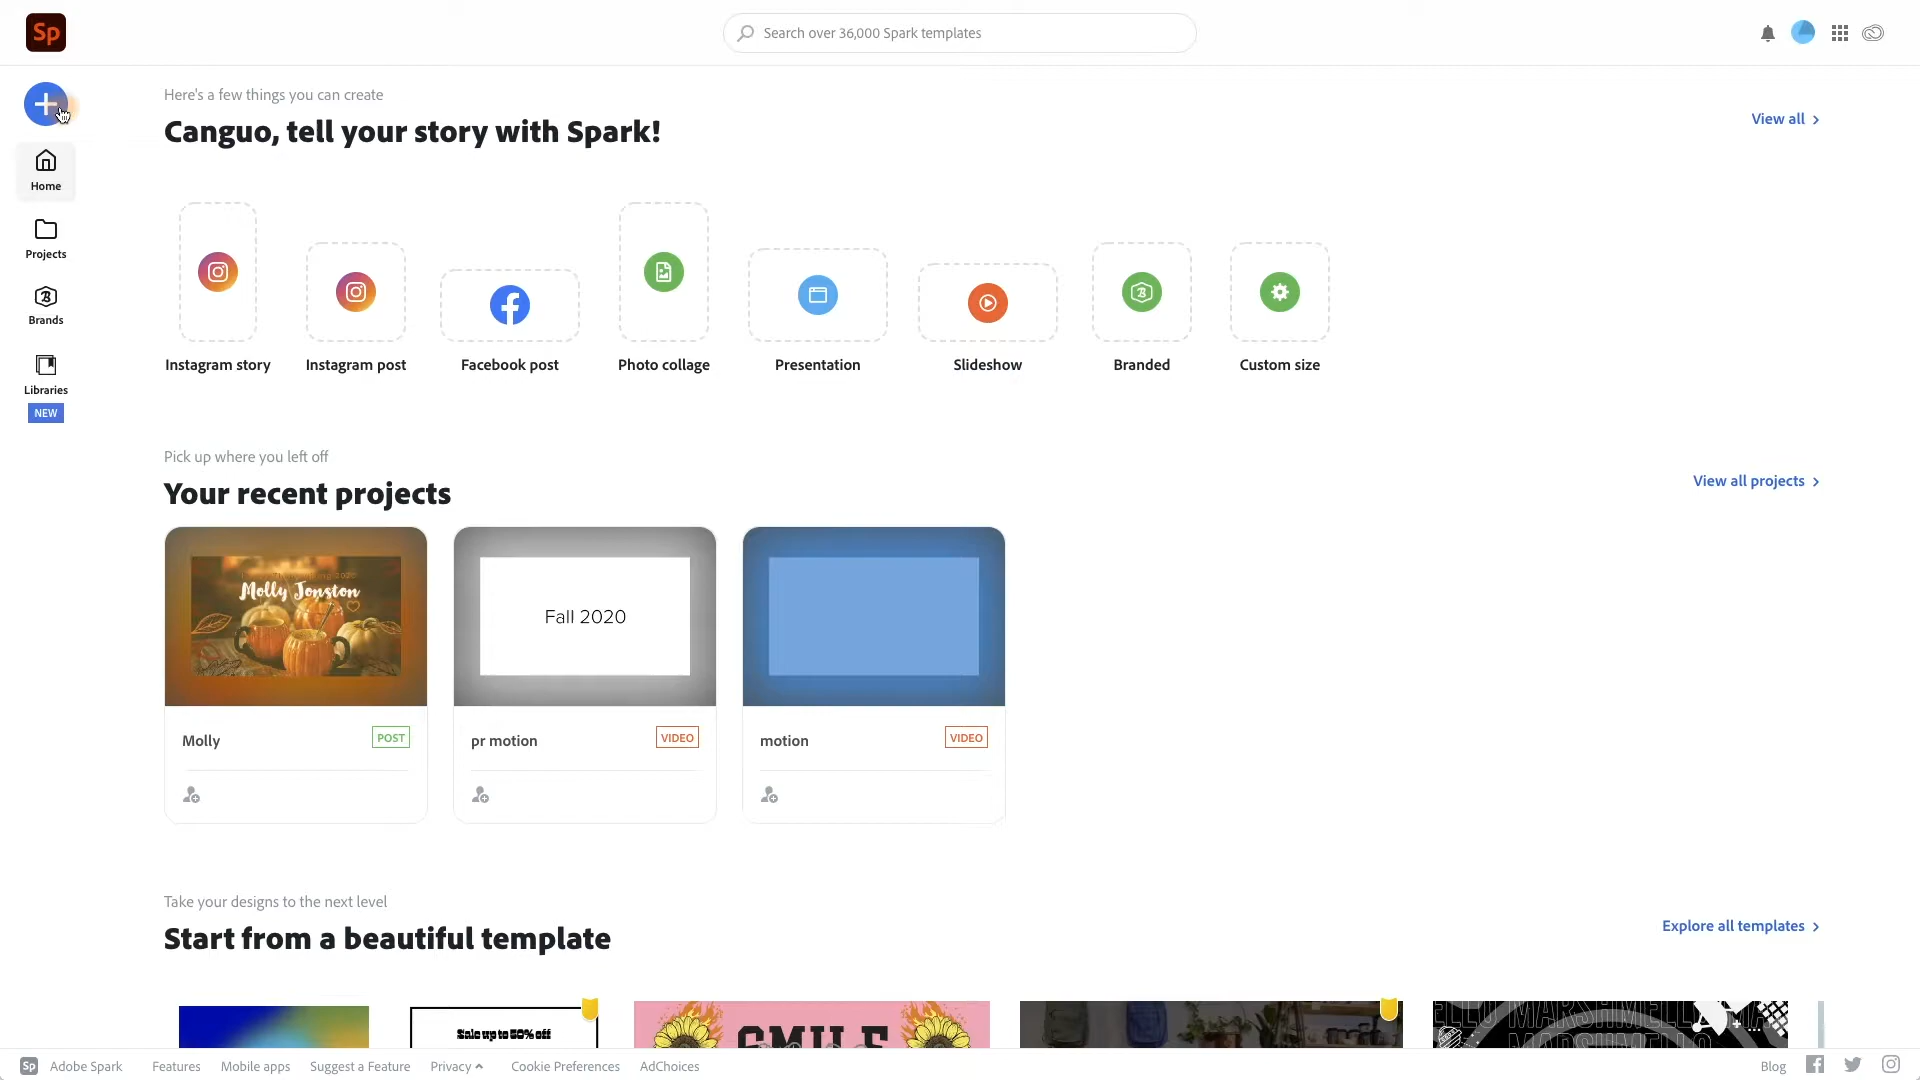 Sp
Search over 36,000 Spark templates
Here's a few things you can create
Canguo, tell your story with Spark!
View all
Home
Projects
Brands
Libraries
NEW
Instagram story
Instagram post
Facebook post
Photo collage
Presentation
Slideshow
Branded
Custom size
Pick up where you left off
Your recent projects
View all projects
Molly Jonston
Fall 2020
Molly
POST
pr motion
VIDEO
motion
VIDEO
Take your designs to the next level
Start from a beautiful template
Explore all templates
Sale up to 50% off
SMILE
MARSHMELLO
Sp Adobe Spark
Features
Mobile apps
Suggest a Feature
Privacy
Cookie Preferences
AdChoices
Blog